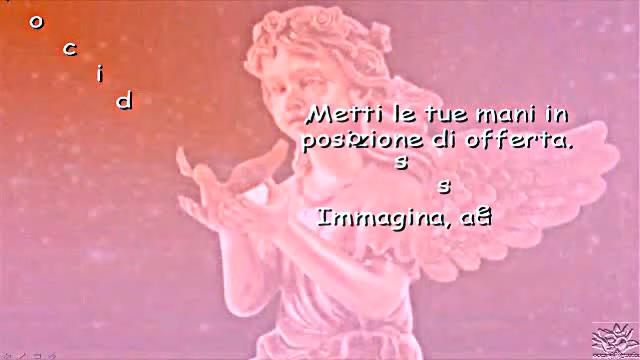 o
c
i
d
Metti le tue mani in
posizione di offerta.
s
s
Immagina, a